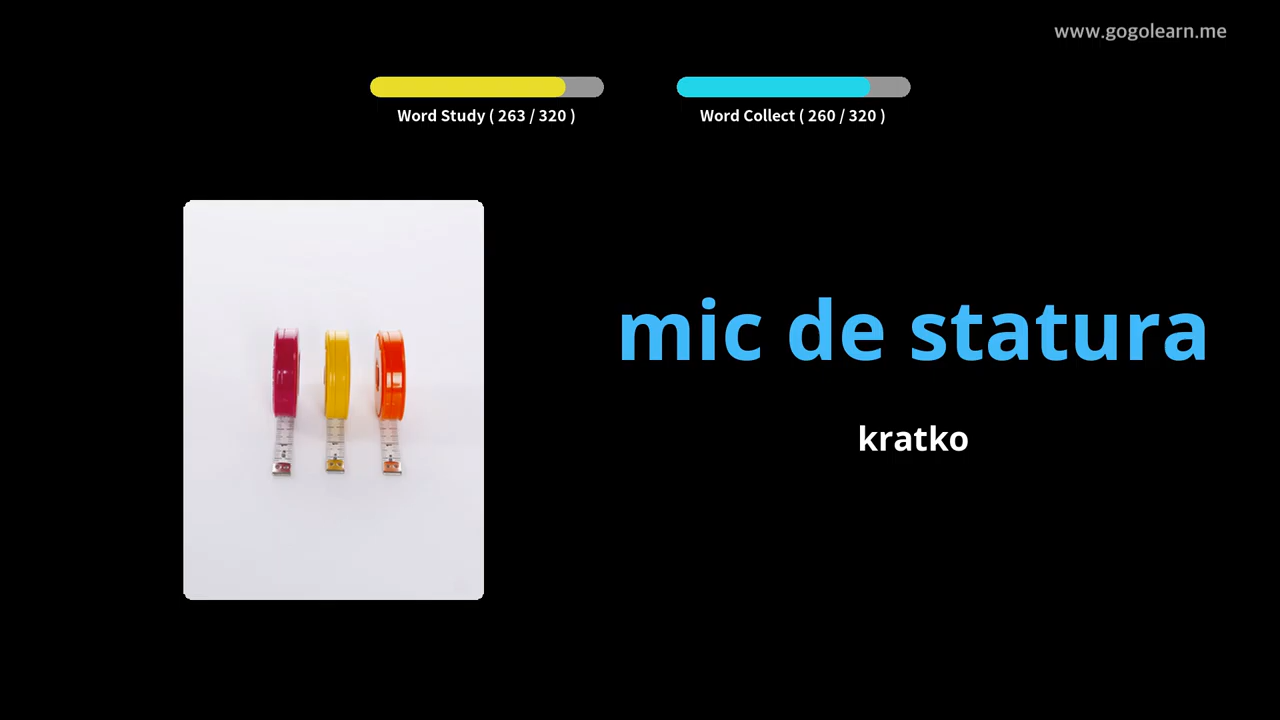 www.gogolearn.me
Word Study ( 263 / 320 )
Word Collect ( 260 / 320 )
mic de statura
kratko